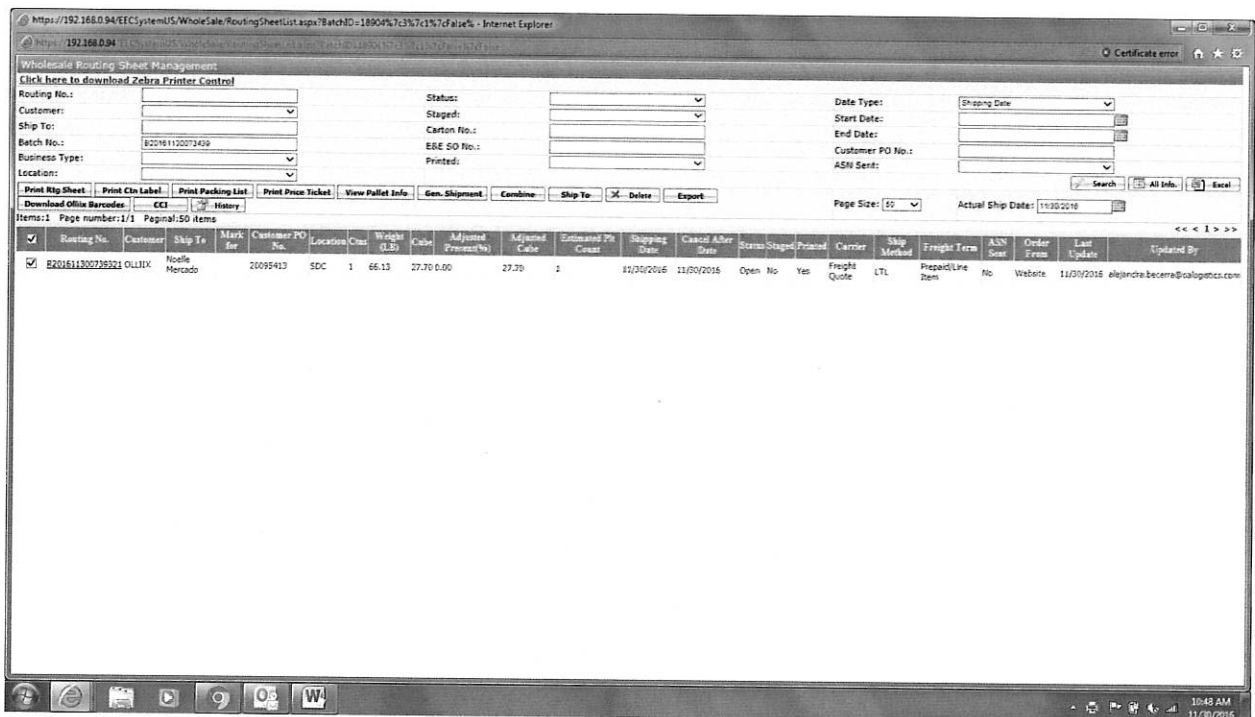 https://192.168.0.94/EECSystemUS/WholeSale/RoutingSheetList.aspx?BatchID=18904%7c3%7c1%7cFalse% - Internet Explorer
192.168.0.94
Certificate error
Wholesale Routing Sheet Management
Click here to download Zebra Printer Control
Routing No.: Status: Date Type: Shipping Date
Customer: Staged: Start Date:
Ship To: Carton No.: End Date:
Batch No.: B20161130073439 E&E SO No.: Customer PO No.:
Business Type: Printed: ASN Sent:
Location:
Search All Info. Excel
Print Rtg Sheet Print Ctn Label Print Packing List Print Price Ticket View Pallet Info Gen. Shipment Combine Ship To Delete Export Page Size: 50 Actual Ship Date: 11/30/2016
Download Olliix Barcodes CCI History
Items:1 Page number:1/1 Paginal:50 items
<< < 1 > >>
Routing No. Customer Ship To Mark for Customer PO No. Location Ctns Weight (LB) Cube Adjusted Precent(%) Adjusted Cube Estimated Plt Count Shipping Date Cancel After Date Status Staged Printed Carrier Ship Method Freight Term ASN Sent Order From Last Update Updated By
R201611300739321 OLLIIX Noelle Mercado 20095413 SDC 1 66.13 27.70 0.00 27.70 1 11/30/2016 11/30/2016 Open No Yes Freight Quote LTL Prepaid/Line Item No Website 11/30/2016 alejandra.becerra@calogistics.com
10:48 AM
11/30/2016